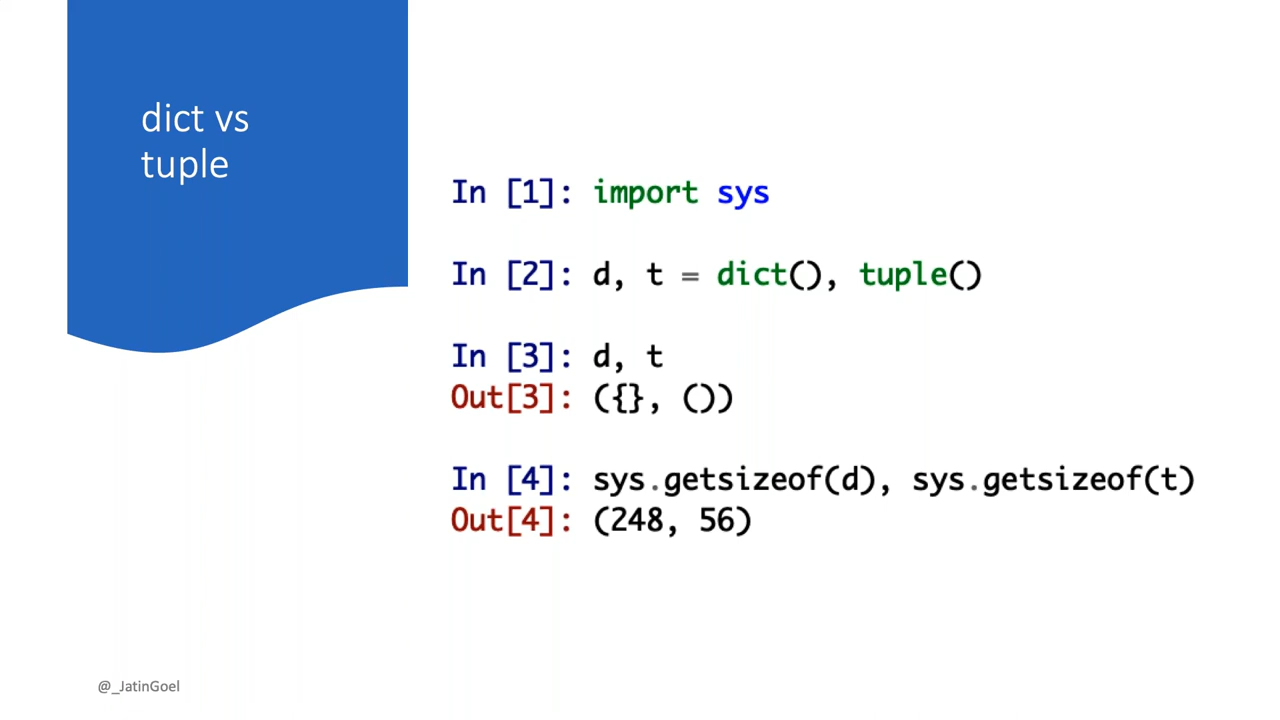 dict vs
tuple
In [1]: import sys
In [2]: d, t = dict(), tuple()
In [3]: d, t
Out[3]: ({}, ())
In [4]: sys.getsizeof(d), sys.getsizeof(t)
Out[4]: (248, 56)
@_JatinGoel